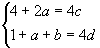 4 + 2a = 4c
1 + a + b = 4d